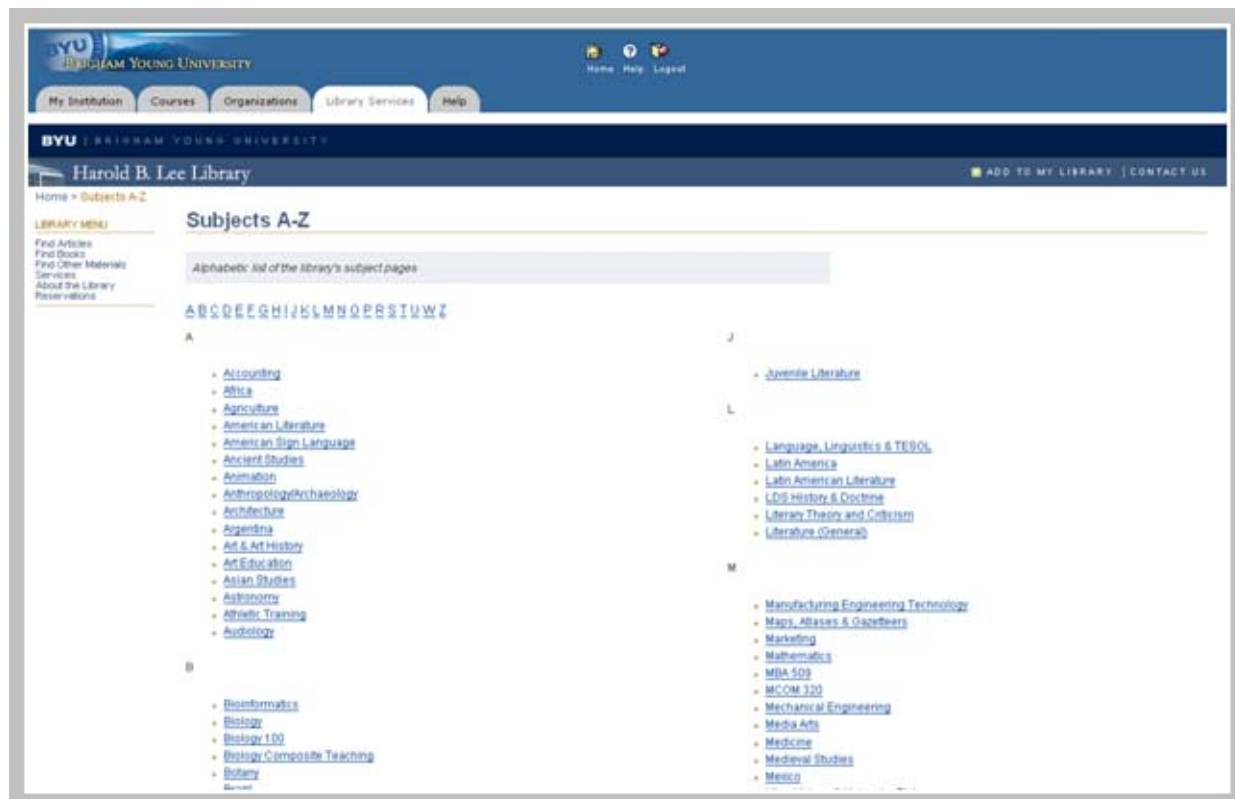 BYU
BRIGHAM YOUNG UNIVERSITY
Home Help Logout
My Institution Courses Organizations Library Services Help
BYU | BRIGHAM YOUNG UNIVERSITY
Harold B. Lee Library
ADD TO MY LIBRARY | CONTACT US
Home > Subjects A-Z
LIBRARY MENU
Find Articles
Find Books
Find Other Materials
Services
About the Library
Reservations
Subjects A-Z
Alphabetic list of the library's subject pages
A B C D E F G H I J K L M N O P R S T U W Z
A
Accounting
Africa
Agriculture
American Literature
American Sign Language
Ancient Studies
Animation
Anthropology/Archaeology
Architecture
Argentina
Art & Art History
Art Education
Asian Studies
Astronomy
Athletic Training
Audiology
B
Bioinformatics
Biology
Biology 100
Biology Composite Teaching
Botany
J
Juvenile Literature
L
Language, Linguistics & TESOL
Latin America
Latin American Literature
LDS History & Doctrine
Literary Theory and Criticism
Literature (General)
M
Manufacturing Engineering Technology
Maps, Atlases & Gazetteers
Marketing
Mathematics
MBA 509
MCOM 320
Mechanical Engineering
Media Arts
Medicine
Medieval Studies
Mexico